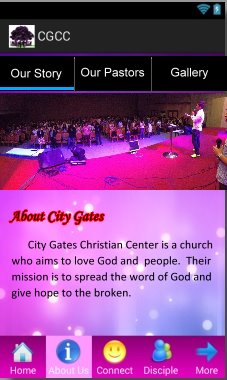 CGCC
Our Story Our Pastors Gallery
About City Gates
City Gates Christian Center is a church
who aims to love God and people. Their
mission is to spread the word of God and
give hope to the broken.
Home About Us Connect Disciple More